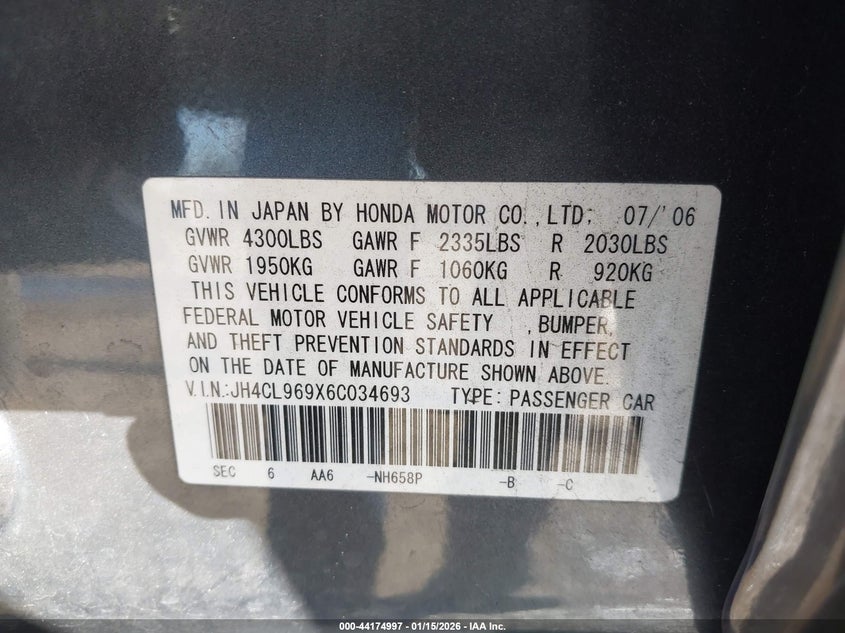 MFD. IN JAPAN BY HONDA MOTOR CO.,LTD; 07/'06
GVWR 4300LBS GAWR F 2335LBS R 2030LBS
GVWR 1950KG GAWR F 1060KG R 920KG
THIS VEHICLE CONFORMS TO ALL APPLICABLE
FEDERAL MOTOR VEHICLE SAFETY ,BUMPER,
AND THEFT PREVENTION STANDARDS IN EFFECT
ON THE DATE OF MANUFACTURE SHOWN ABOVE.
V.I.N.:JH4CL969X6C034693 TYPE:PASSENGER CAR
SEC 6 AA6 -NH658P -B -C
000-44174997 - 01/15/2026 - IAA Inc.